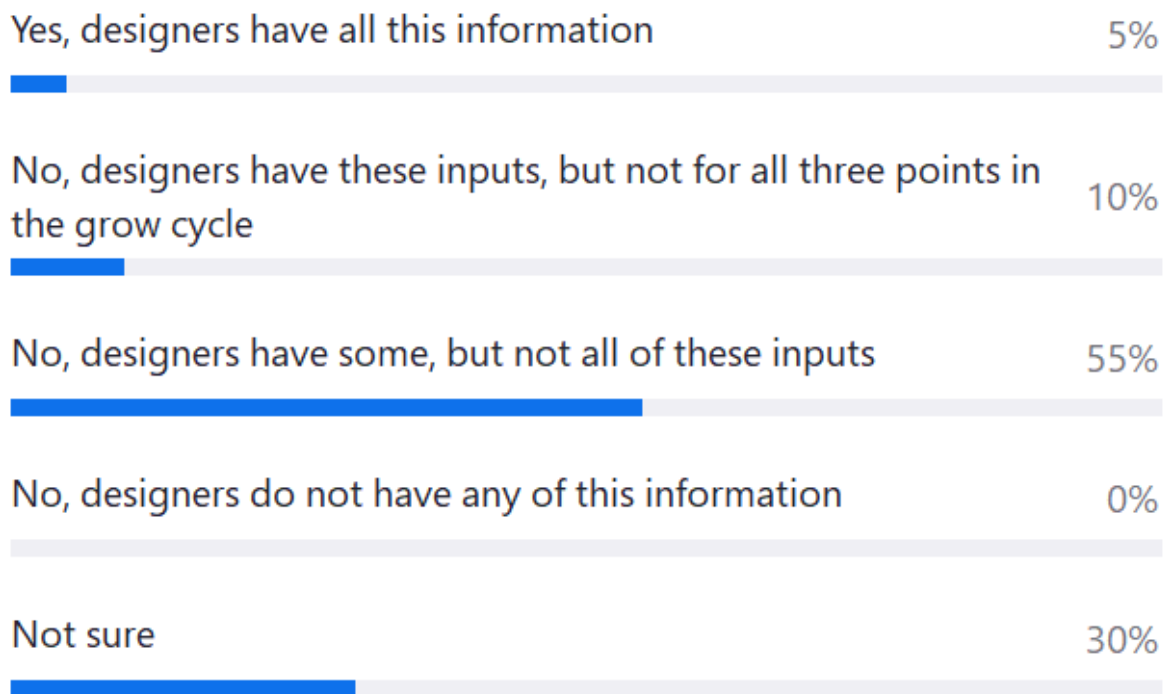 Yes, designers have all this information 5%
No, designers have these inputs, but not for all three points in
the grow cycle 10%
No, designers have some, but not all of these inputs 55%
No, designers do not have any of this information 0%
Not sure 30%